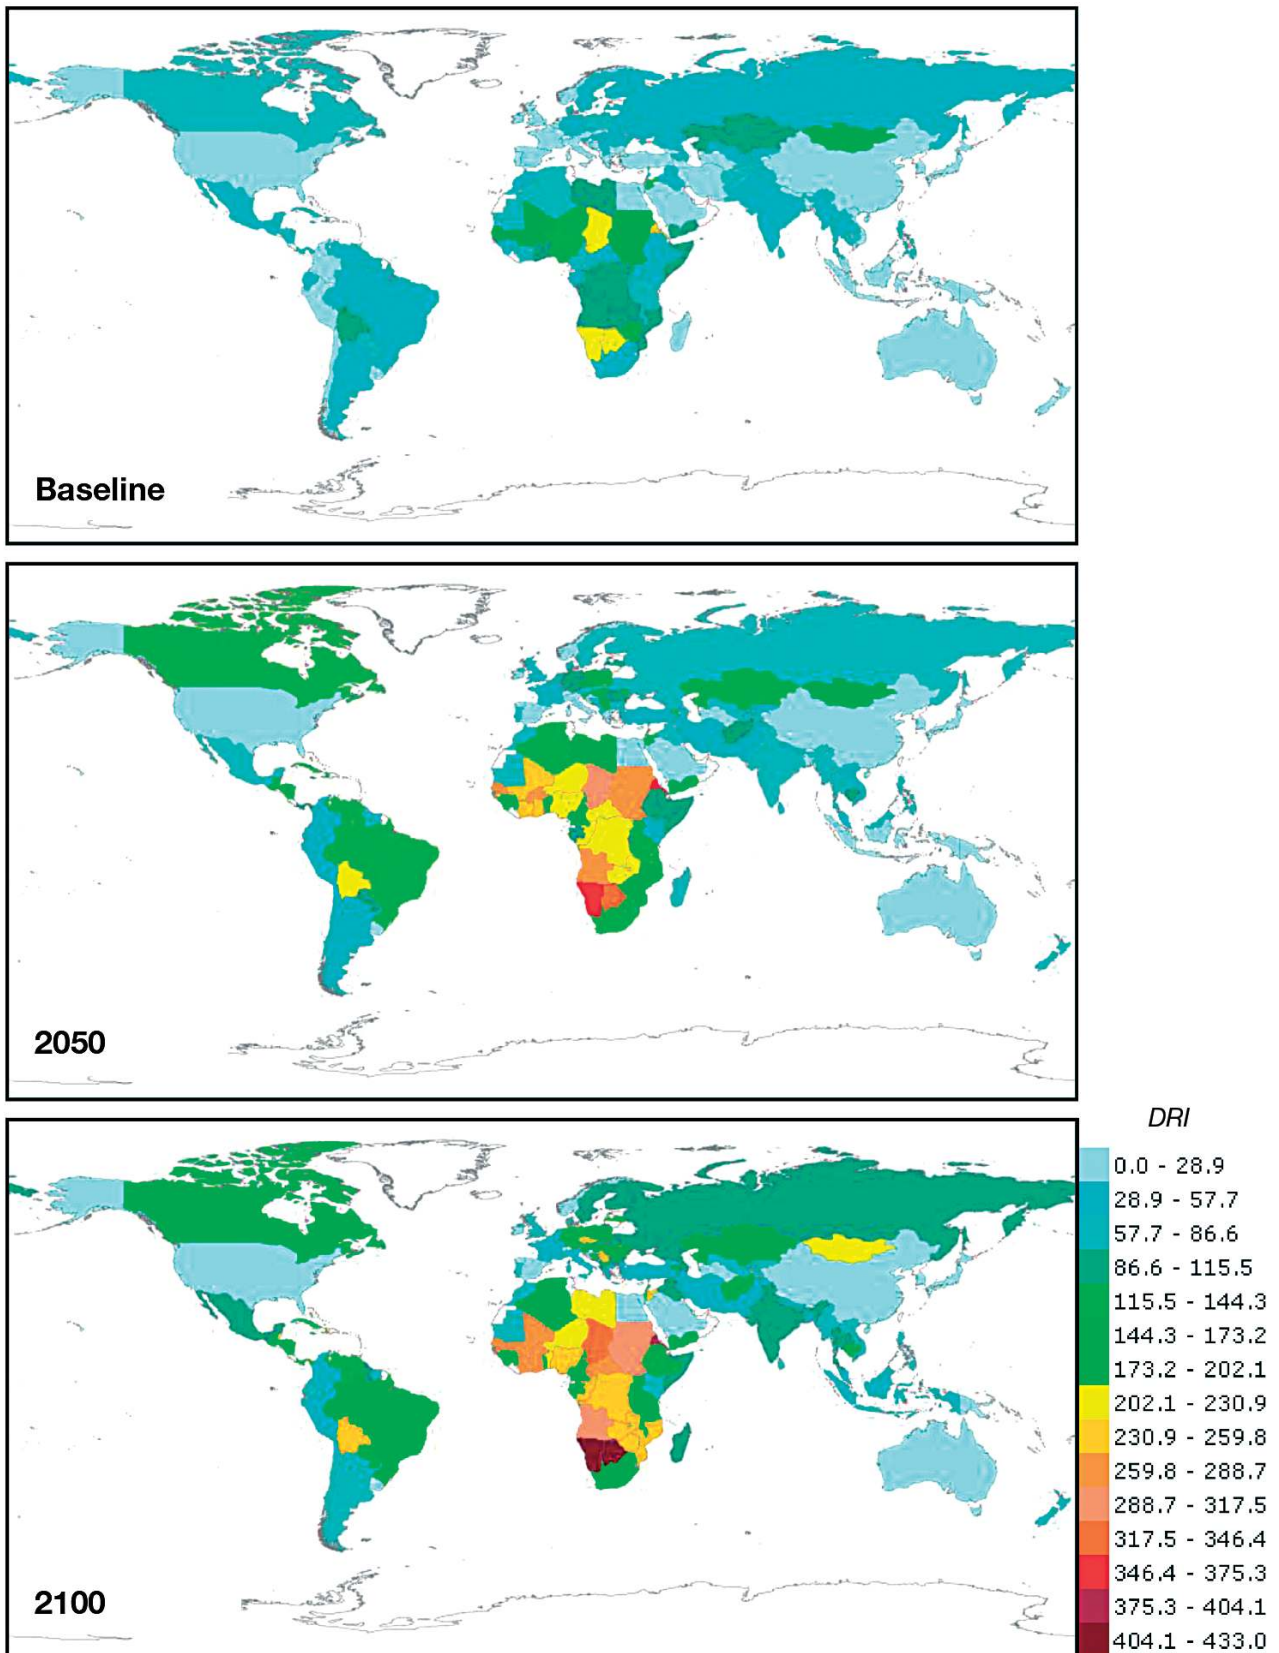 Baseline
2050
2100
DRI
0.0 - 28.9
28.9 - 57.7
57.7 - 86.6
86.6 - 115.5
115.5 - 144.3
144.3 - 173.2
173.2 - 202.1
202.1 - 230.9
230.9 - 259.8
259.8 - 288.7
288.7 - 317.5
317.5 - 346.4
346.4 - 375.3
375.3 - 404.1
404.1 - 433.0